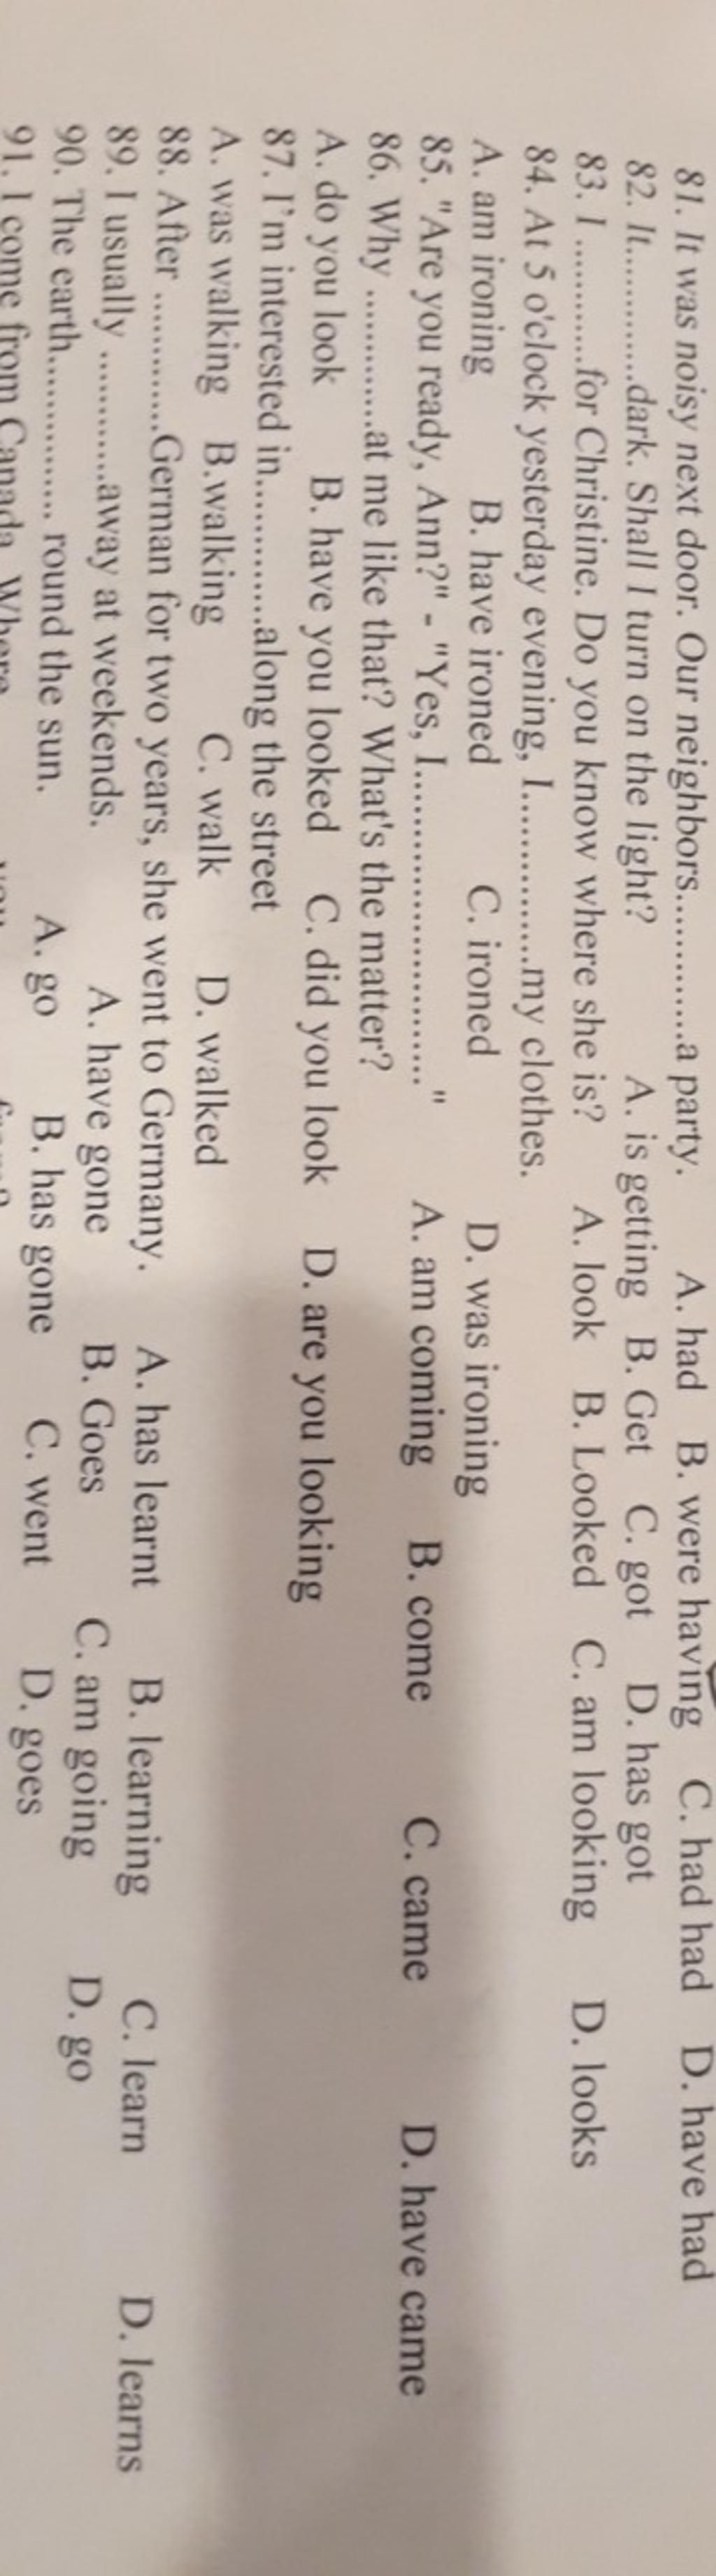 81. It was noisy next door. Our neighbors.............a party. A. had B. were having C. had had D. have had
82. It.............dark. Shall I turn on the light? A. is getting B. Get C. got D. has got
83. I ............for Christine. Do you know where she is? A. look B. Looked C. am looking D. looks
84. At 5 o'clock yesterday evening, I...............my clothes.
A. am ironing B. have ironed C. ironed D. was ironing
85. "Are you ready, Ann?" - "Yes, I.............................." A. am coming B. come C. came D. have came
86. Why .............at me like that? What's the matter?
A. do you look B. have you looked C. did you look D. are you looking
87. I'm interested in.............along the street
A. was walking B.walking C. walk D. walked
88. After .............German for two years, she went to Germany. A. has learnt B. learning C. learn D. learns
89. I usually .............away at weekends. A. have gone B. Goes C. am going D. go
90. The earth............... round the sun. A. go B. has gone C. went D. goes
91. I come from Canada. Where